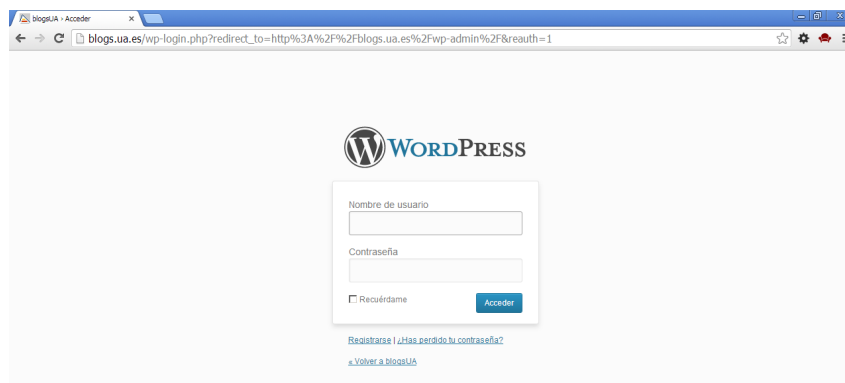 blogsUA › Acceder
blogs.ua.es/wp-login.php?redirect_to=http%3A%2F%2Fblogs.ua.es%2Fwp-admin%2F&reauth=1
WORDPRESS
Nombre de usuario
Contraseña
Recuérdame
Acceder
Registrarse | ¿Has perdido tu contraseña?
« Volver a blogsUA